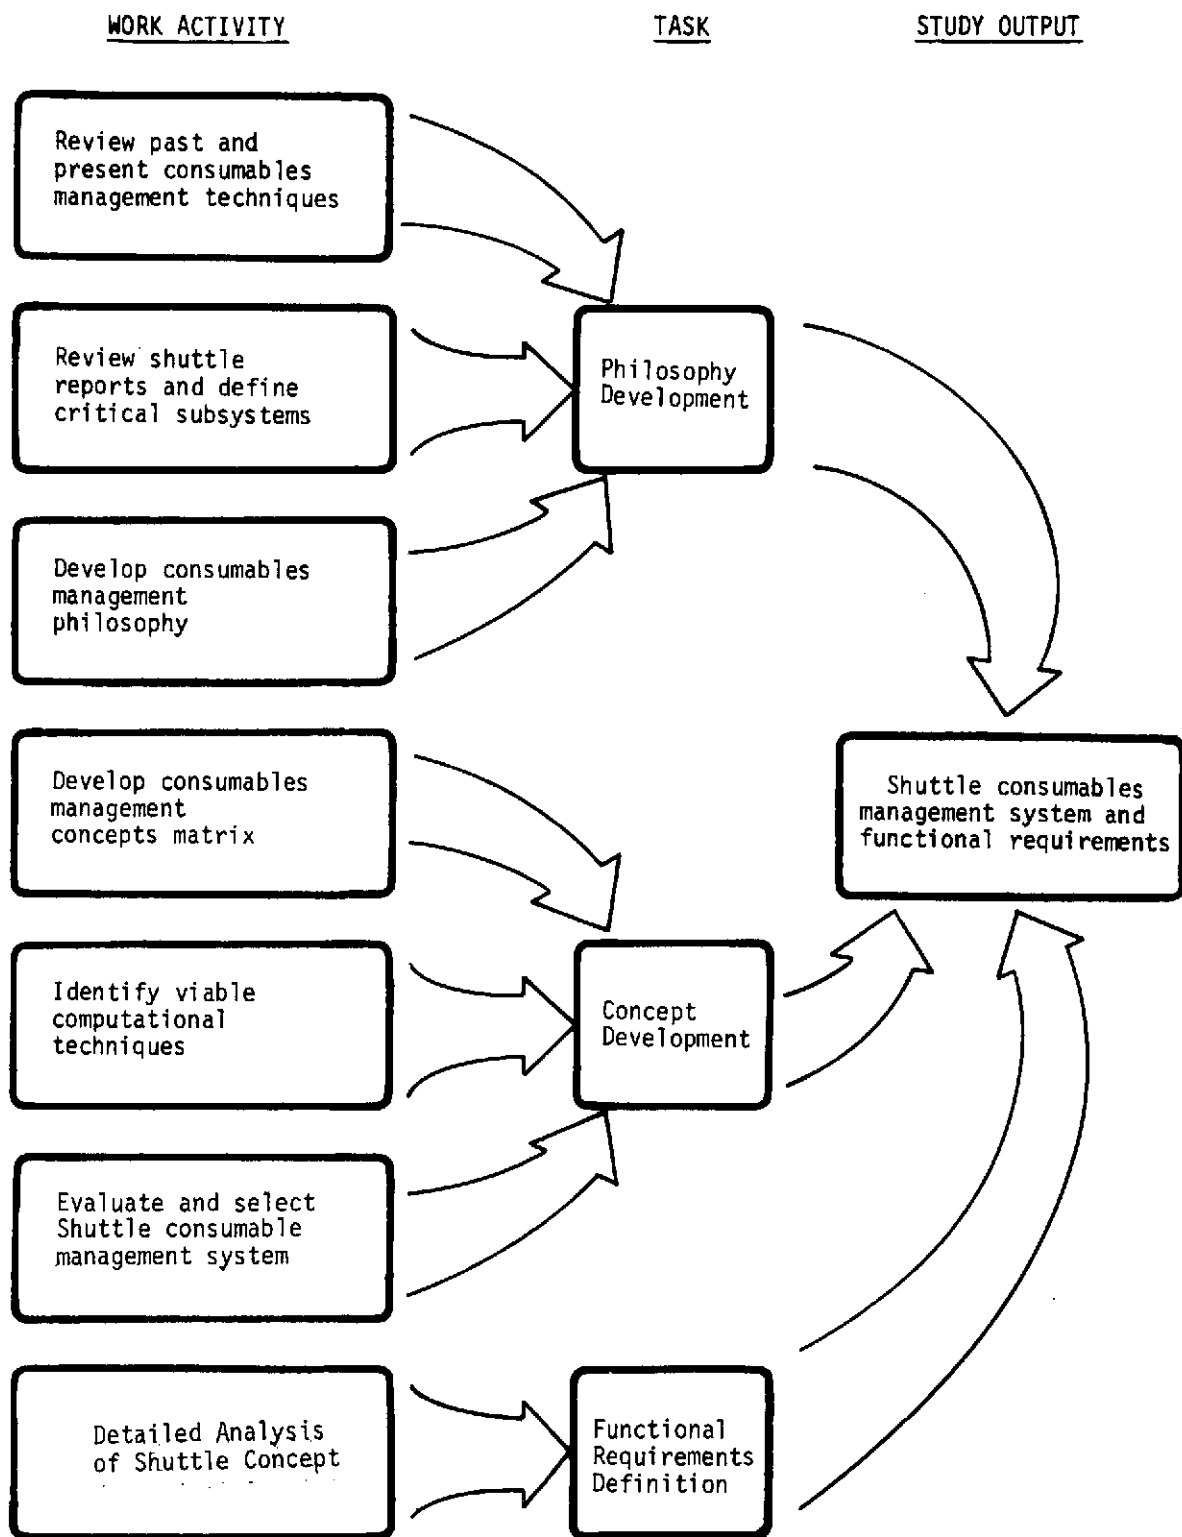 WORK ACTIVITY
TASK
STUDY OUTPUT
Review past and
present consumables
management techniques
Review shuttle
reports and define
critical subsystems
Philosophy
Development
Develop consumables
management
philosophy
Develop consumables
management
concepts matrix
Shuttle consumables
management system and
functional requirements
Identify viable
computational
techniques
Concept
Development
Evaluate and select
Shuttle consumable
management system
Detailed Analysis
of Shuttle Concept
Functional
Requirements
Definition